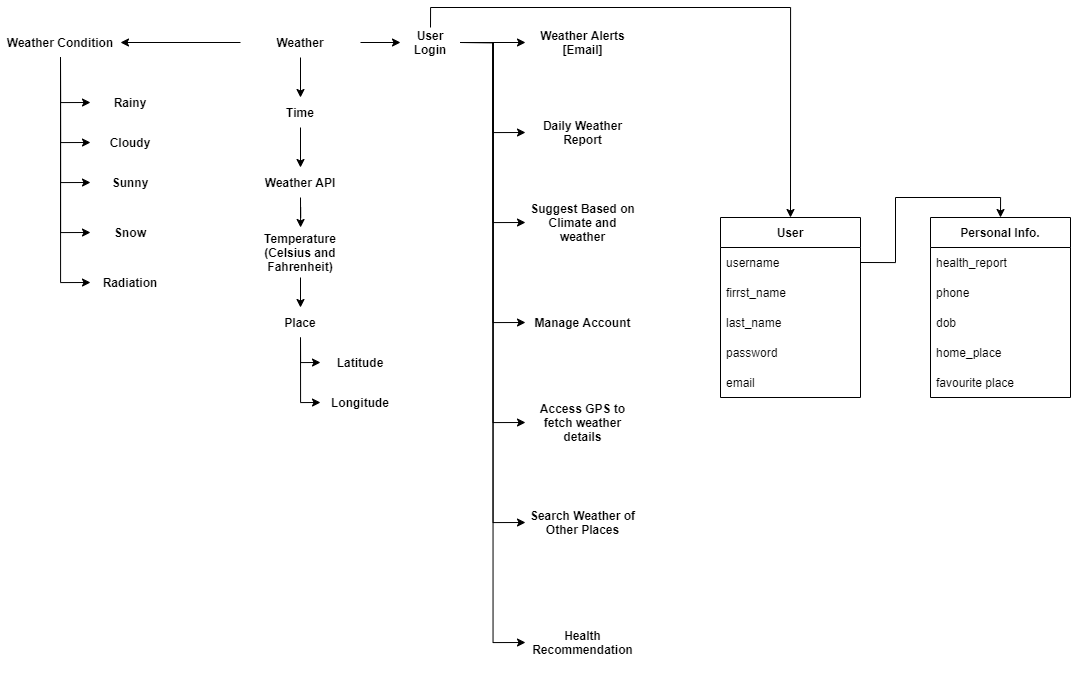 Weather Condition
Weather
User
Login
Weather Alerts
[Email]
Rainy
Cloudy
Sunny
Snow
Radiation
Time
Weather API
Temperature
(Celsius and
Fahrenheit)
Place
Latitude
Longitude
Daily Weather
Report
Suggest Based on
Climate and
weather
Manage Account
Access GPS to
fetch weather
details
Search Weather of
Other Places
Health
Recommendation
User
username
firrst_name
last_name
password
email
Personal Info.
health_report
phone
dob
home_place
favourite place